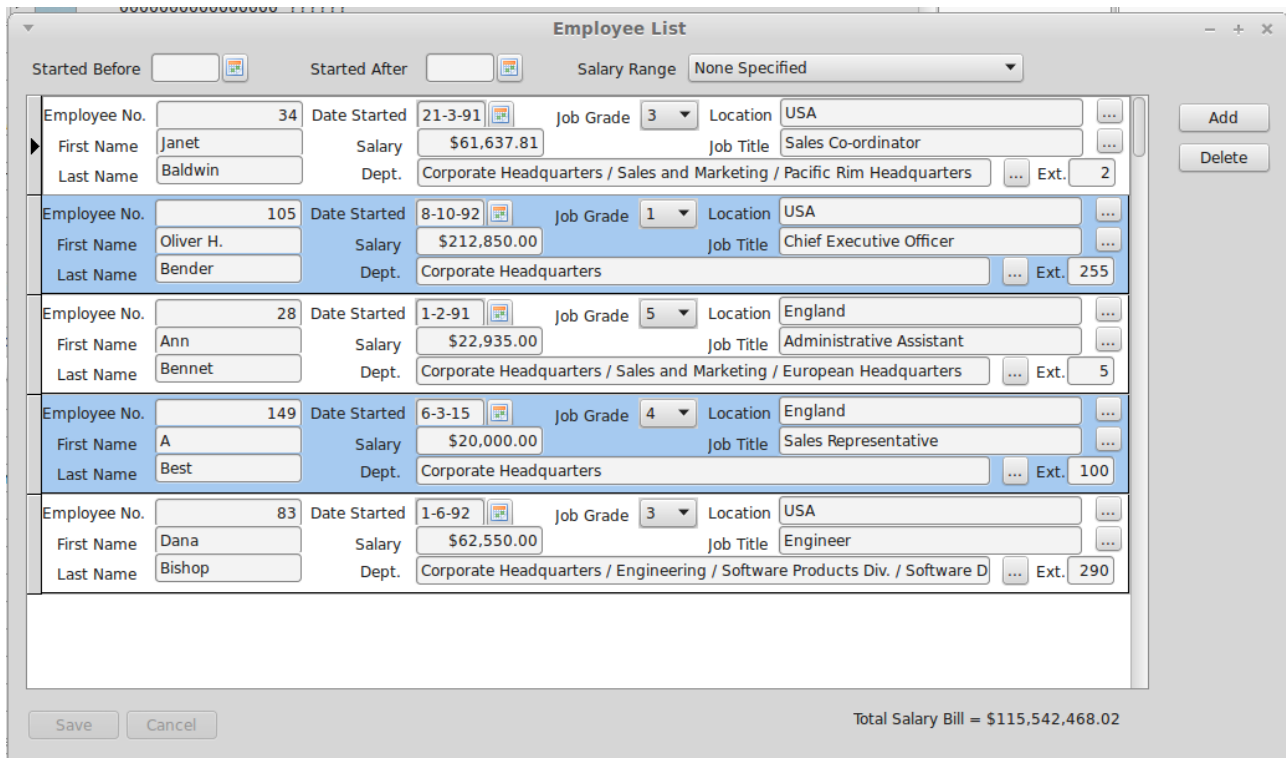 Employee List
Started Before Started After Salary Range None Specified
Employee No. 34 Date Started 21-3-91 Job Grade 3 Location USA ...
First Name Janet Salary $61,637.81 Job Title Sales Co-ordinator ...
Last Name Baldwin Dept. Corporate Headquarters / Sales and Marketing / Pacific Rim Headquarters ... Ext. 2
Add
Delete
Employee No. 105 Date Started 8-10-92 Job Grade 1 Location USA ...
First Name Oliver H. Salary $212,850.00 Job Title Chief Executive Officer ...
Last Name Bender Dept. Corporate Headquarters ... Ext. 255
Employee No. 28 Date Started 1-2-91 Job Grade 5 Location England ...
First Name Ann Salary $22,935.00 Job Title Administrative Assistant ...
Last Name Bennet Dept. Corporate Headquarters / Sales and Marketing / European Headquarters ... Ext. 5
Employee No. 149 Date Started 6-3-15 Job Grade 4 Location England ...
First Name A Salary $20,000.00 Job Title Sales Representative ...
Last Name Best Dept. Corporate Headquarters ... Ext. 100
Employee No. 83 Date Started 1-6-92 Job Grade 3 Location USA ...
First Name Dana Salary $62,550.00 Job Title Engineer ...
Last Name Bishop Dept. Corporate Headquarters / Engineering / Software Products Div. / Software D ... Ext. 290
Save Cancel Total Salary Bill = $115,542,468.02